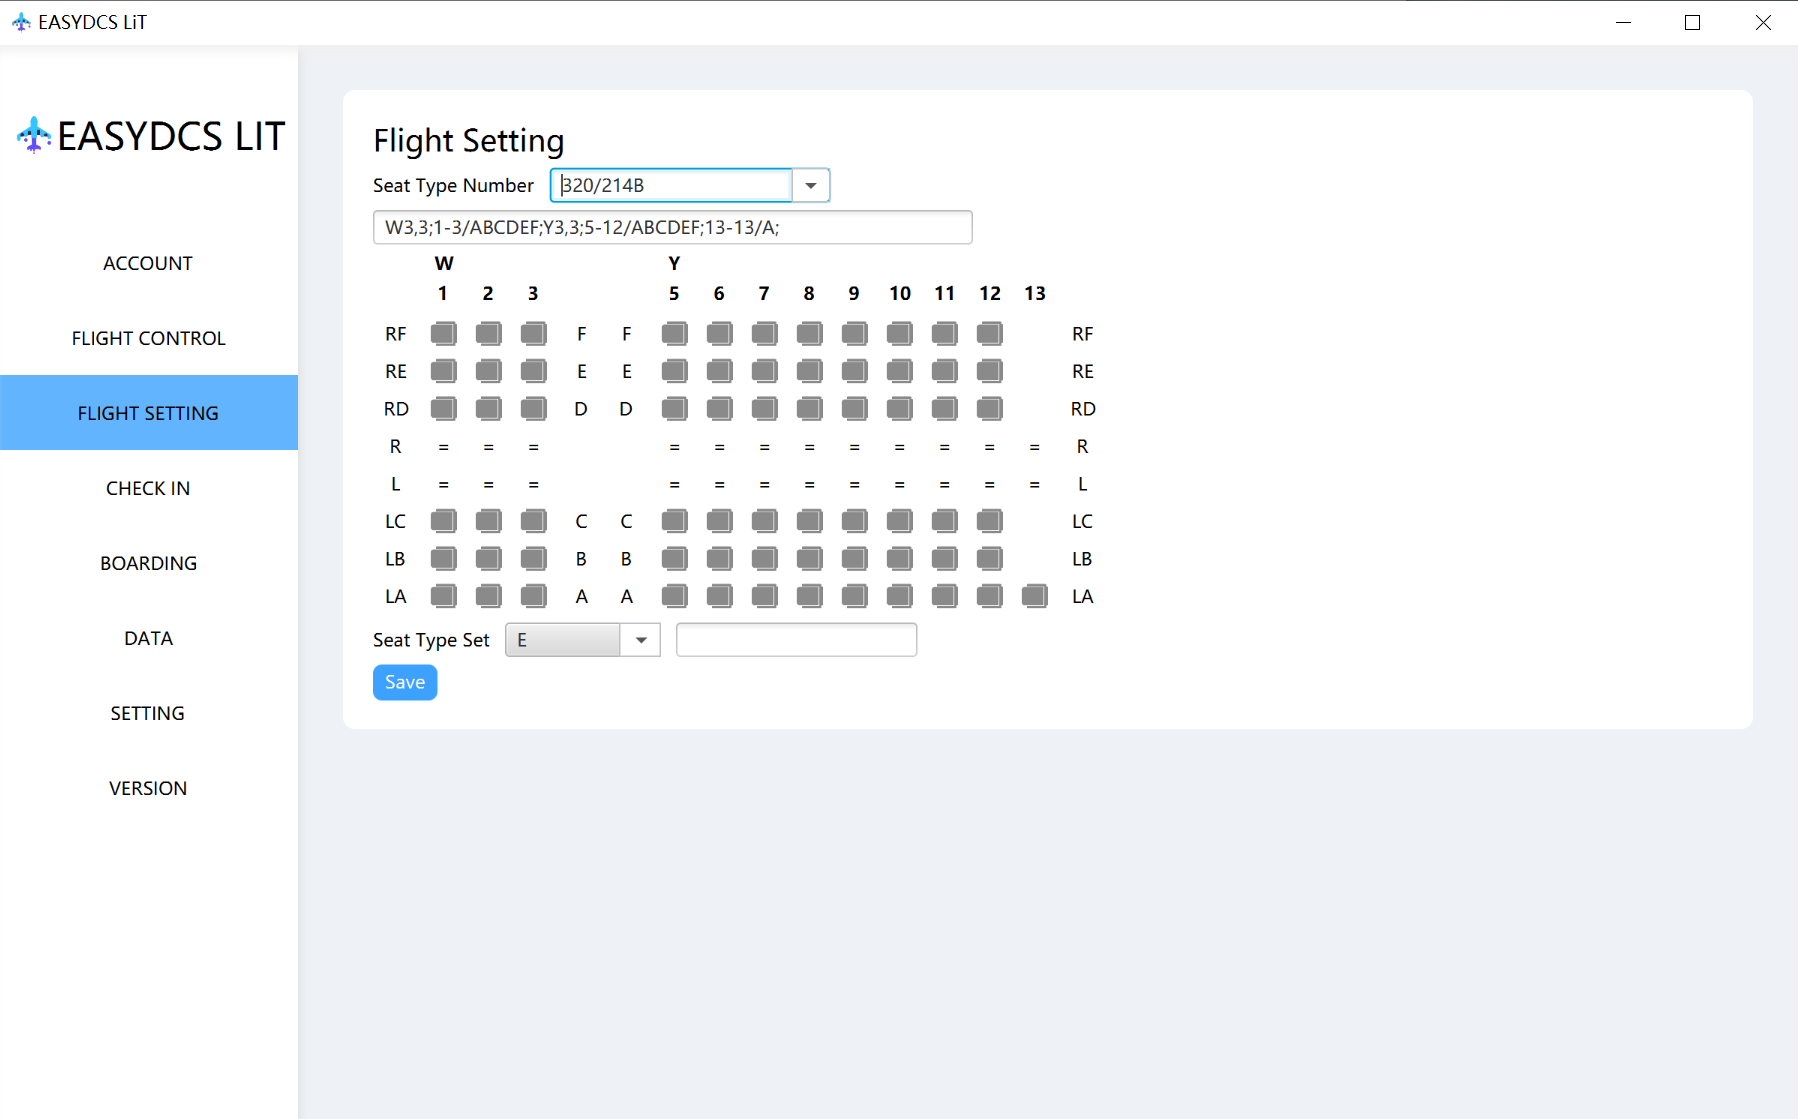 EASYDCS LiT
EASYDCS LIT
ACCOUNT
FLIGHT CONTROL
FLIGHT SETTING
CHECK IN
BOARDING
DATA
SETTING
VERSION
Flight Setting
Seat Type Number 320/214B
W3,3;1-3/ABCDEF;Y3,3;5-12/ABCDEF;13-13/A;
W Y
1 2 3 5 6 7 8 9 10 11 12 13
RF F F RF
RE E E RE
RD D D RD
R = = = = = = = = = = = = R
L = = = = = = = = = = = = L
LC C C LC
LB B B LB
LA A A LA
Seat Type Set E
Save